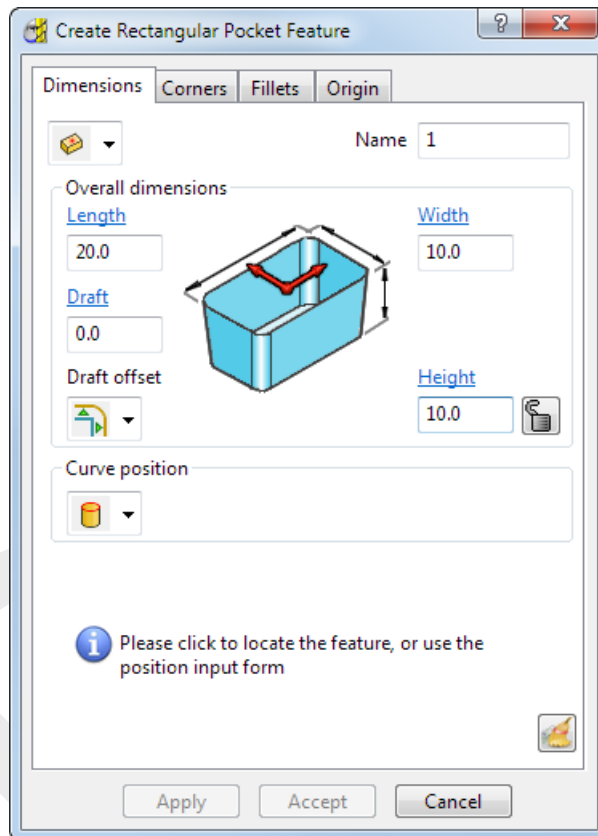 Create Rectangular Pocket Feature
Dimensions Corners Fillets Origin
Name 1
Overall dimensions
Length Width
20.0 10.0
Draft
0.0
Draft offset Height
10.0
Curve position
Please click to locate the feature, or use the
position input form
Apply Accept Cancel